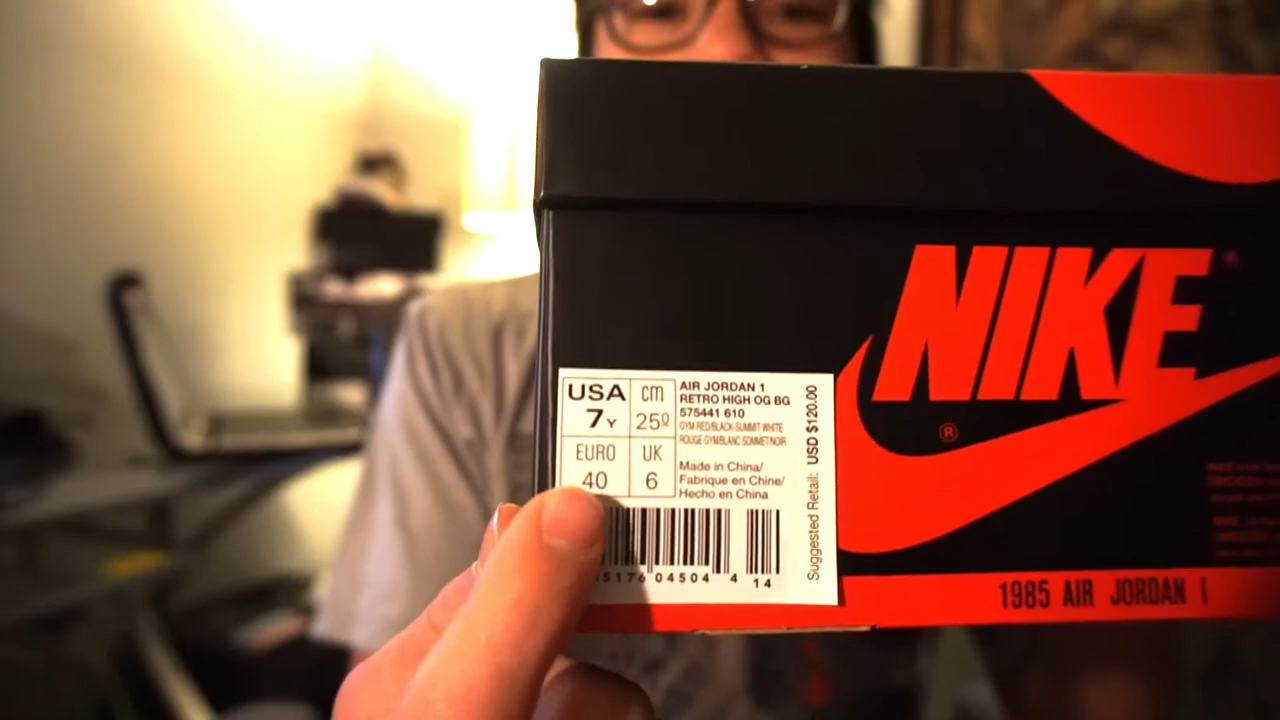 NIKE
®
USA
7Y
cm
25º
EURO
40
UK
6
AIR JORDAN 1
RETRO HIGH OG BG
575441 610
GYM RED/BLACK-SUMMIT WHITE
ROUGE GYM/BLANC SOMMET/NOIR
Made in China/
Fabrique en Chine/
Hecho en China
Suggested Retail: USD $120.00
5176 04504 4 14
1985 AIR JORDAN I